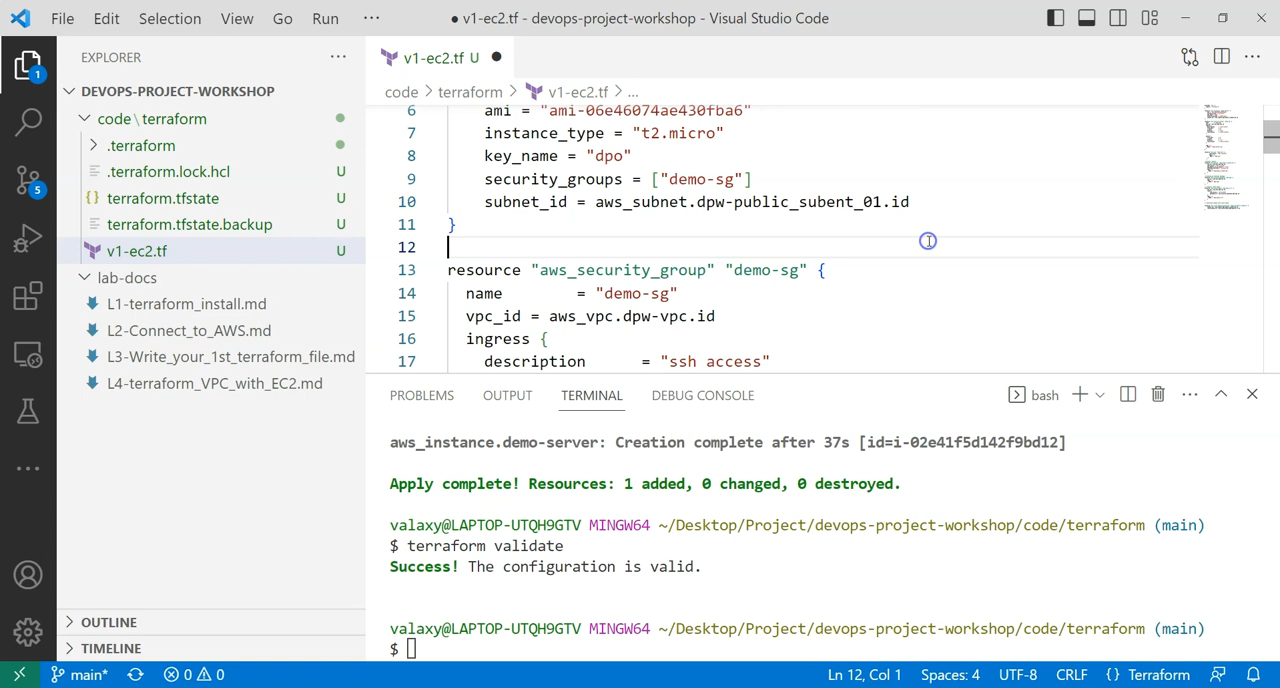 File Edit Selection View Go Run ···
● v1-ec2.tf - devops-project-workshop - Visual Studio Code
1
5
EXPLORER
DEVOPS-PROJECT-WORKSHOP
code\terraform
.terraform
.terraform.lock.hcl U
{} terraform.tfstate U
terraform.tfstate.backup U
v1-ec2.tf U
lab-docs
L1-terraform_install.md
L2-Connect_to_AWS.md
L3-Write_your_1st_terraform_file.md
L4-terraform_VPC_with_EC2.md
OUTLINE
TIMELINE
v1-ec2.tf U ●
code > terraform > v1-ec2.tf > ...
6 ami = "ami-06e46074ae430fba6"
7 instance_type = "t2.micro"
8 key_name = "dpo"
9 security_groups = ["demo-sg"]
10 subnet_id = aws_subnet.dpw-public_subent_01.id
11 }
12
13 resource "aws_security_group" "demo-sg" {
14 name = "demo-sg"
15 vpc_id = aws_vpc.dpw-vpc.id
16 ingress {
17 description = "ssh access"
PROBLEMS OUTPUT TERMINAL DEBUG CONSOLE bash
aws_instance.demo-server: Creation complete after 37s [id=i-02e41f5d142f9bd12]
Apply complete! Resources: 1 added, 0 changed, 0 destroyed.
valaxy@LAPTOP-UTQH9GTV MINGW64 ~/Desktop/Project/devops-project-workshop/code/terraform (main)
$ terraform validate
Success! The configuration is valid.
valaxy@LAPTOP-UTQH9GTV MINGW64 ~/Desktop/Project/devops-project-workshop/code/terraform (main)
$
main* 0 0 Ln 12, Col 1 Spaces: 4 UTF-8 CRLF {} Terraform